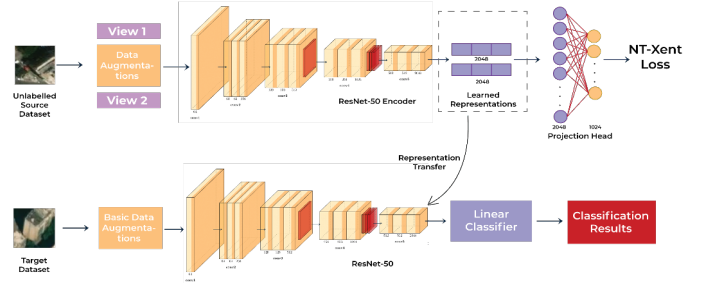 View 1
Data
Augmenta-
tions
View 2
Unlabelled
Source
Dataset
ResNet-50 Encoder
2048
2048
Learned
Representations
2048
1024
Projection Head
NT-Xent
Loss
Representation
Transfer
Target
Dataset
Basic Data
Augmenta-
tions
ResNet-50
Linear
Classifier
Classification
Results